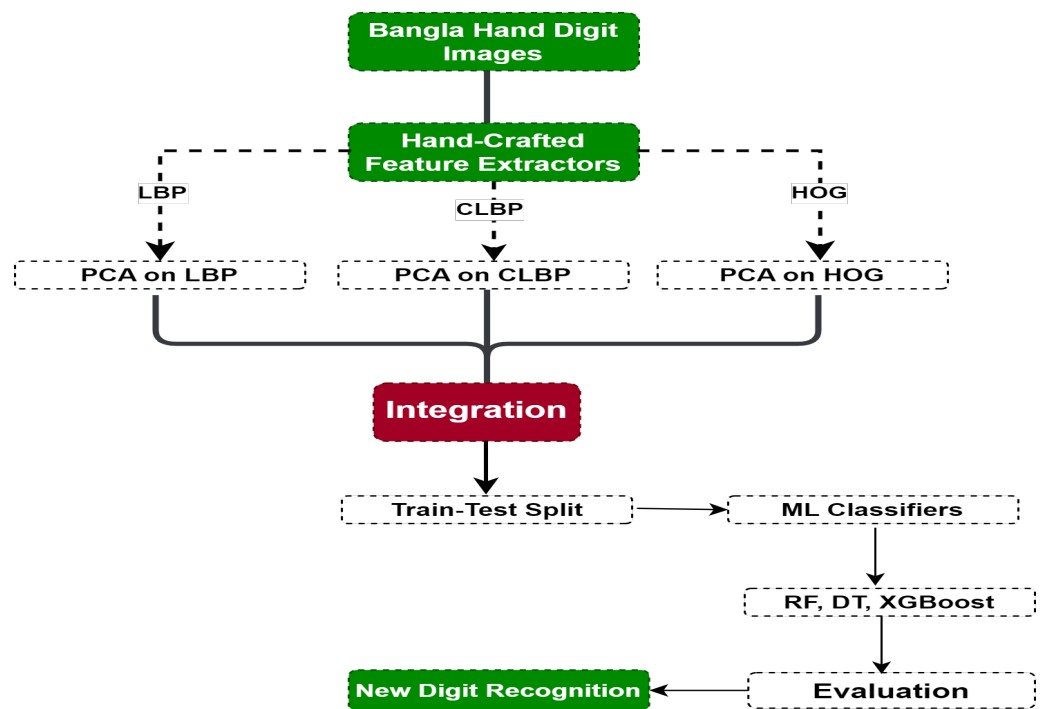 Bangla Hand Digit
Images
Hand-Crafted
Feature Extractors
LBP
CLBP
HOG
PCA on LBP
PCA on CLBP
PCA on HOG
Integration
Train-Test Split
ML Classifiers
RF, DT, XGBoost
New Digit Recognition
Evaluation